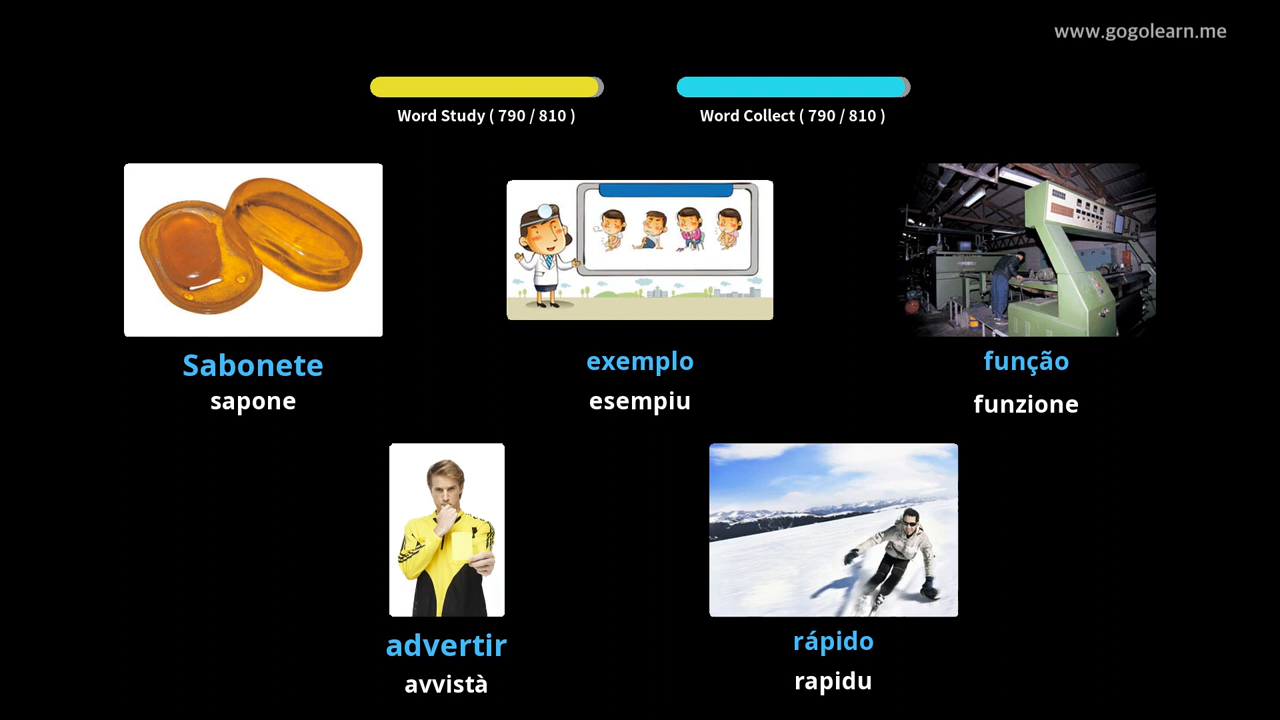 www.gogolearn.me
Word Study ( 790 / 810 )
Word Collect ( 790 / 810 )
Sabonete
sapone
exemplo
esempiu
função
funzione
advertir
avvistà
rápido
rapidu